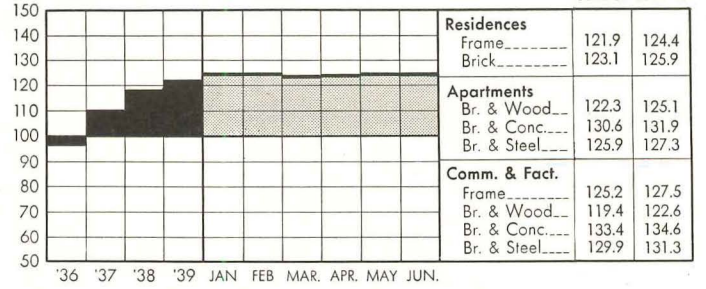 150
140
130
120
110
100
90
80
70
60
50
'36 '37 '38 '39 JAN FEB MAR. APR. MAY JUN.
Residences
Frame 121.9 124.4
Brick 123.1 125.9
Apartments
Br. & Wood 122.3 125.1
Br. & Conc. 130.6 131.9
Br. & Steel 125.9 127.3
Comm. & Fact.
Frame 125.2 127.5
Br. & Wood 119.4 122.6
Br. & Conc. 133.4 134.6
Br. & Steel 129.9 131.3